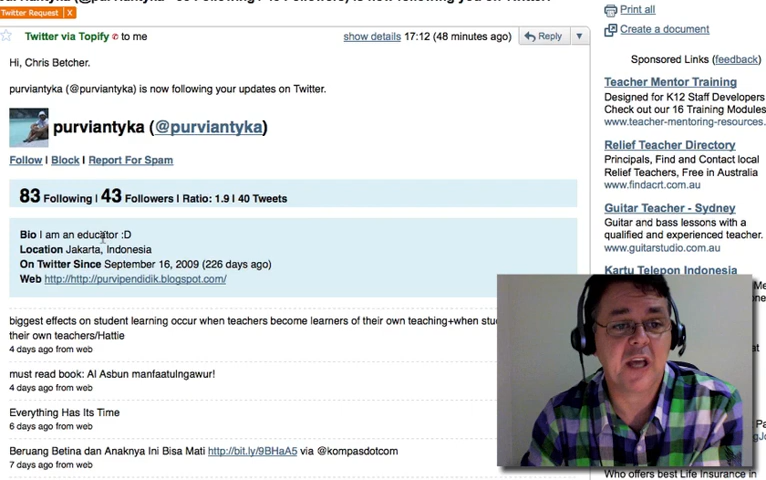 Twitter Request | X
Twitter via Topify to me
show details 17:12 (48 minutes ago)
Reply
Hi, Chris Betcher.
purviantyka (@purviantyka) is now following your updates on Twitter.
purviantyka (@purviantyka)
Follow | Block | Report For Spam
83 Following | 43 Followers | Ratio: 1.9 | 40 Tweets
Bio I am an educator :D
Location Jakarta, Indonesia
On Twitter Since September 16, 2009 (226 days ago)
Web http://http://purvipendidik.blogspot.com/
biggest effects on student learning occur when teachers become learners of their own teaching+when
their own teachers/Hattie
4 days ago from web
must read book: Al Asbun manfaatulngawur!
4 days ago from web
Everything Has Its Time
6 days ago from web
Beruang Betina dan Anaknya Ini Bisa Mati http://bit.ly/9BHaA5 via @kompasdotcom
7 days ago from web
Print all
Create a document
Sponsored Links (feedback)
Teacher Mentor Training
Designed for K12 Staff Developers
Check out our 16 Training Modules
www.teacher-mentoring-resources.
Relief Teacher Directory
Principals, Find and Contact local
Relief Teachers, Free in Australia
www.findacrt.com.au
Guitar Teacher - Sydney
Guitar and bass lessons with a
qualified and experienced teacher.
www.guitarstudio.com.au
Kartu Telepon Indonesia
Who offers best Life Insurance in